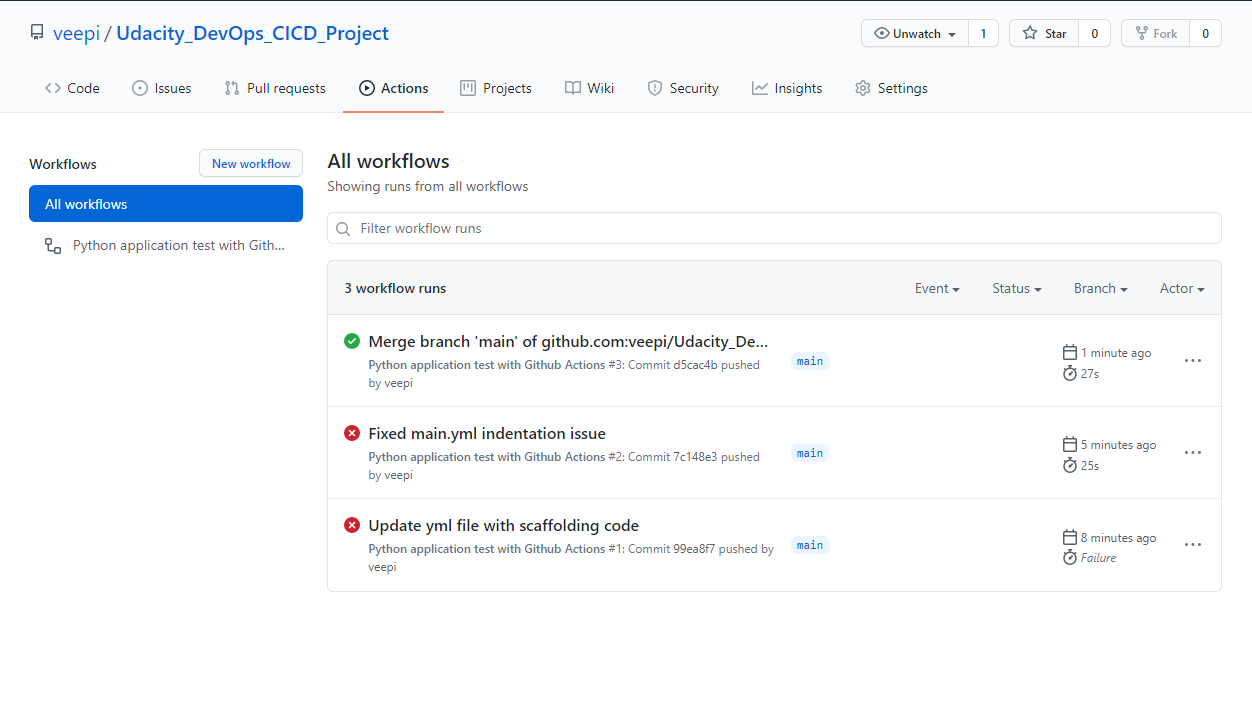 veepi / Udacity_DevOps_CICD_Project
Unwatch 1 Star 0 Fork 0
Code Issues Pull requests Actions Projects Wiki Security Insights Settings
Workflows
New workflow
All workflows
Python application test with Gith...
All workflows
Showing runs from all workflows
Filter workflow runs
3 workflow runs Event Status Branch Actor
Merge branch 'main' of github.com:veepi/Udacity_De...
Python application test with Github Actions #3: Commit d5cac4b pushed
by veepi
main
1 minute ago
27s
Fixed main.yml indentation issue
Python application test with Github Actions #2: Commit 7c148e3 pushed
by veepi
main
5 minutes ago
25s
Update yml file with scaffolding code
Python application test with Github Actions #1: Commit 99ea8f7 pushed by
veepi
main
8 minutes ago
Failure